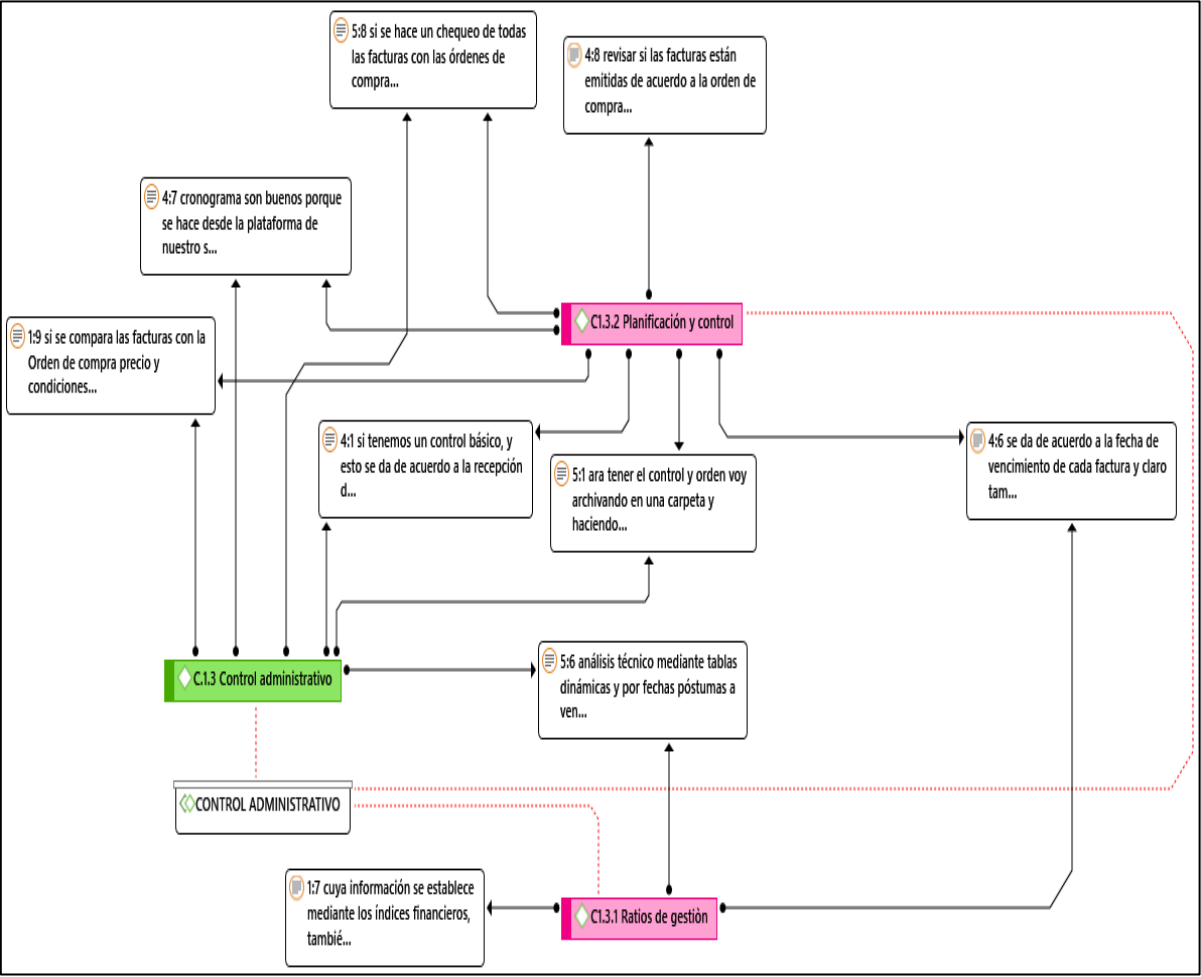 5:8 si se hace un chequeo de todas
las facturas con las órdenes de
compra...
4:8 revisar si las facturas están
emitidas de acuerdo a la orden de
compra...
4:7 cronograma son buenos porque
se hace desde la plataforma de
nuestro s...
C1.3.2 Planificación y control
1:9 si se compara las facturas con la
Orden de compra precio y
condiciones...
4:1 si tenemos un control básico, y
esto se da de acuerdo a la recepción
d...
5:1 ara tener el control y orden voy
archivando en una carpeta y
haciendo...
4:6 se da de acuerdo a la fecha de
vencimiento de cada factura y claro
tam...
C.1.3 Control administrativo
5:6 análisis técnico mediante tablas
dinámicas y por fechas póstumas a
ven...
CONTROL ADMINISTRATIVO
1:7 cuya información se establece
mediante los índices financieros,
tambié...
C1.3.1 Ratios de gestiòn